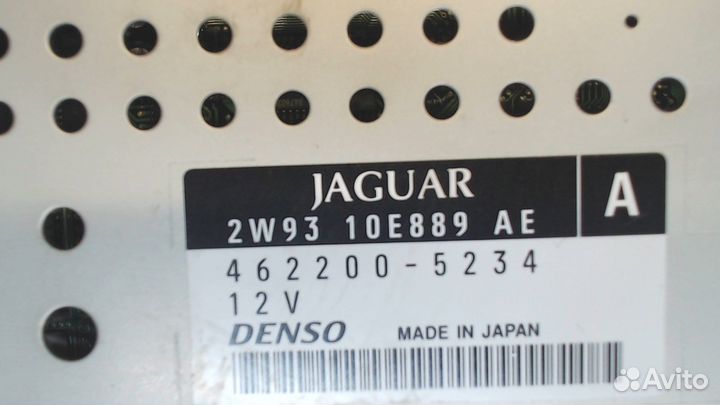 JAGUAR
A
2W93 10E889 AE
462200-5234
12V
DENSO MADE IN JAPAN
Avito